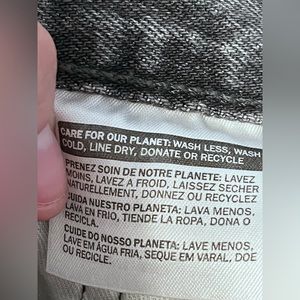 CARE FOR OUR PLANET: WASH LESS, WASH
COLD, LINE DRY, DONATE OR RECYCLE
PRENEZ SOIN DE NOTRE PLANETE: LAVEZ
MOINS, LAVEZ A FROID, LAISSEZ SECHER
NATURELLEMENT, DONNEZ OU RECYCLEZ
CUIDA NUESTRO PLANETA: LAVA MENOS,
LAVA EN FRIO, TIENDE LA ROPA, DONA O
RECICLA.
CUIDE DO NOSSO PLANETA: LAVE MENOS,
LAVE EM ÁGUA FRIA, SEQUE EM VARAL, DOE
OU RECICLE.